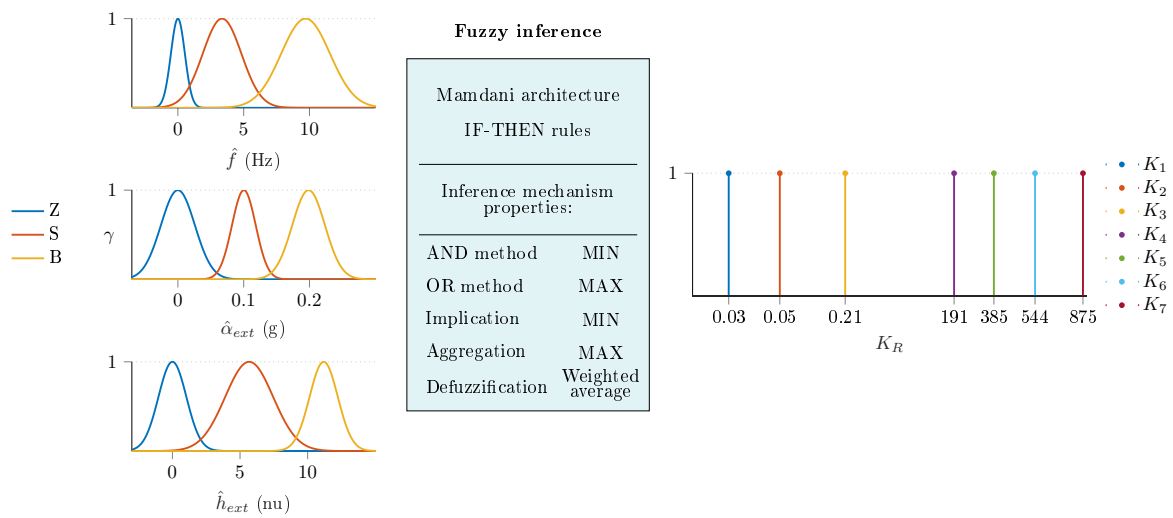 Z
S
B
γ
1
0 5 10
f̂ (Hz)
1
0 0.1 0.2
α̂_ext (g)
1
0 5 10
ĥ_ext (nu)
Fuzzy inference
Mamdani architecture
IF-THEN rules
Inference mechanism
properties:
AND method MIN
OR method MAX
Implication MIN
Aggregation MAX
Defuzzification Weighted
average
1
0.03 0.05 0.21 191 385 544 875
K_R
K_1
K_2
K_3
K_4
K_5
K_6
K_7